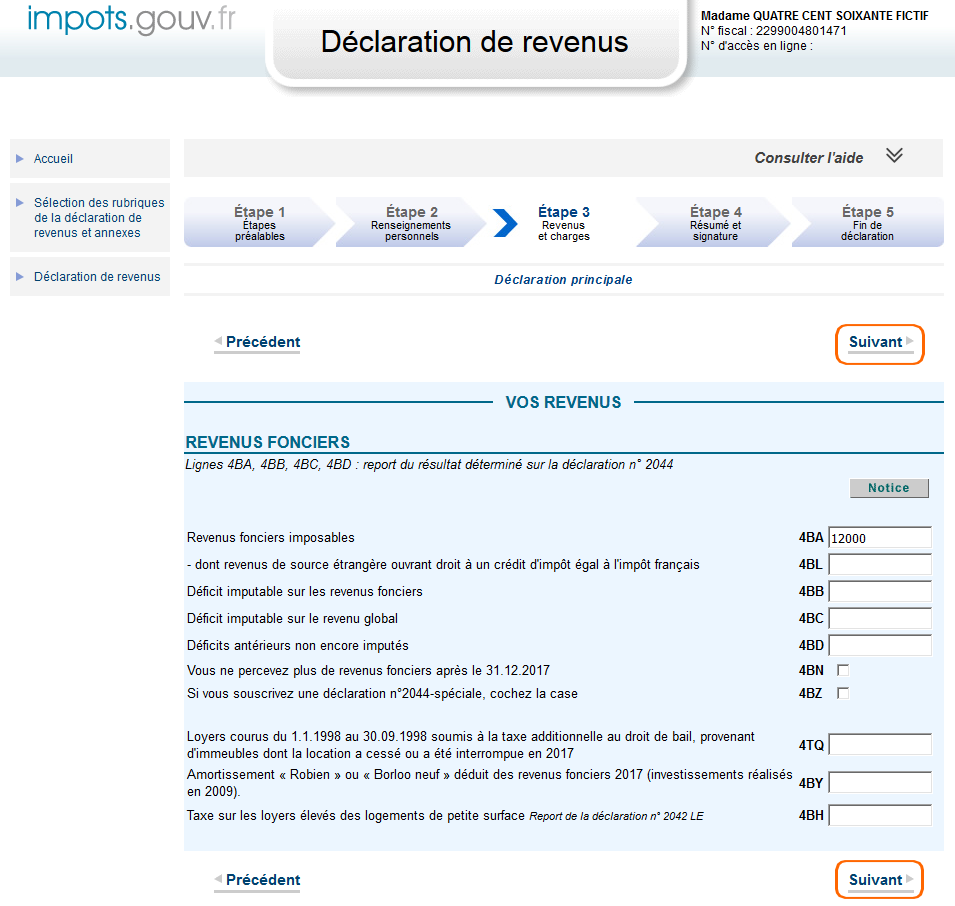 impots.gouv.fr
Déclaration de revenus
Madame QUATRE CENT SOIXANTE FICTIF
N° fiscal : 2299004801471
N° d'accès en ligne :
Accueil
Sélection des rubriques
de la déclaration de
revenus et annexes
Déclaration de revenus
Consulter l'aide
Étape 1
Étapes
préalables
Étape 2
Renseignements
personnels
Étape 3
Revenus
et charges
Étape 4
Résumé et
signature
Étape 5
Fin de
déclaration
Déclaration principale
Précédent
Suivant
VOS REVENUS
REVENUS FONCIERS
Lignes 4BA, 4BB, 4BC, 4BD : report du résultat déterminé sur la déclaration n° 2044
Notice
Revenus fonciers imposables 4BA 12000
- dont revenus de source étrangère ouvrant droit à un crédit d'impôt égal à l'impôt français 4BL
Déficit imputable sur les revenus fonciers 4BB
Déficit imputable sur le revenu global 4BC
Déficits antérieurs non encore imputés 4BD
Vous ne percevez plus de revenus fonciers après le 31.12.2017 4BN
Si vous souscrivez une déclaration n°2044-spéciale, cochez la case 4BZ
Loyers courus du 1.1.1998 au 30.09.1998 soumis à la taxe additionnelle au droit de bail, provenant
d'immeubles dont la location a cessé ou a été interrompue en 2017 4TQ
Amortissement « Robien » ou « Borloo neuf » déduit des revenus fonciers 2017 (investissements réalisés
en 2009). 4BY
Taxe sur les loyers élevés des logements de petite surface Report de la déclaration n° 2042 LE 4BH
Précédent
Suivant